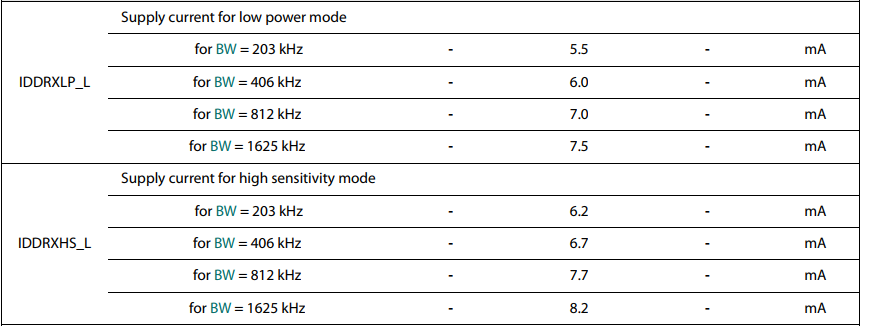 Supply current for low power mode
for BW = 203 kHz - 5.5 - mA
IDDRXLP_L for BW = 406 kHz - 6.0 - mA
for BW = 812 kHz - 7.0 - mA
for BW = 1625 kHz - 7.5 - mA
Supply current for high sensitivity mode
for BW = 203 kHz - 6.2 - mA
IDDRXHS_L for BW = 406 kHz - 6.7 - mA
for BW = 812 kHz - 7.7 - mA
for BW = 1625 kHz - 8.2 - mA